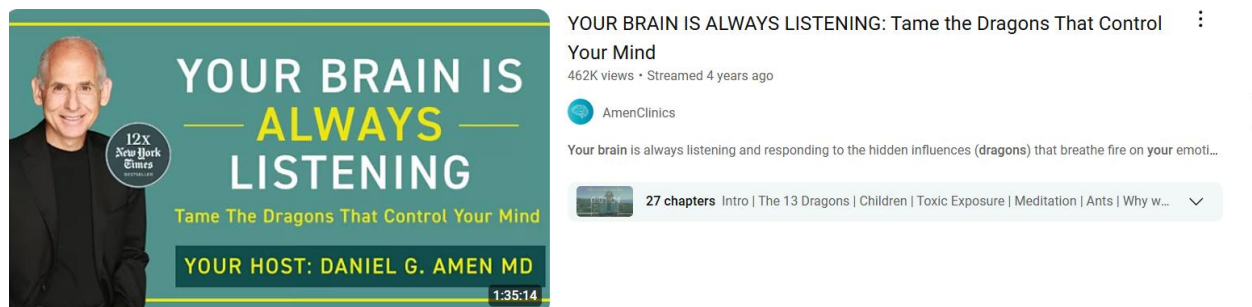 YOUR BRAIN IS
ALWAYS
LISTENING
12X
New York
Times
BESTSELLER
Tame The Dragons That Control Your Mind
YOUR HOST: DANIEL G. AMEN MD
1:35:14
YOUR BRAIN IS ALWAYS LISTENING: Tame the Dragons That Control
Your Mind
462K views • Streamed 4 years ago
AmenClinics
Your brain is always listening and responding to the hidden influences (dragons) that breathe fire on your emoti...
27 chapters Intro | The 13 Dragons | Children | Toxic Exposure | Meditation | Ants | Why w...